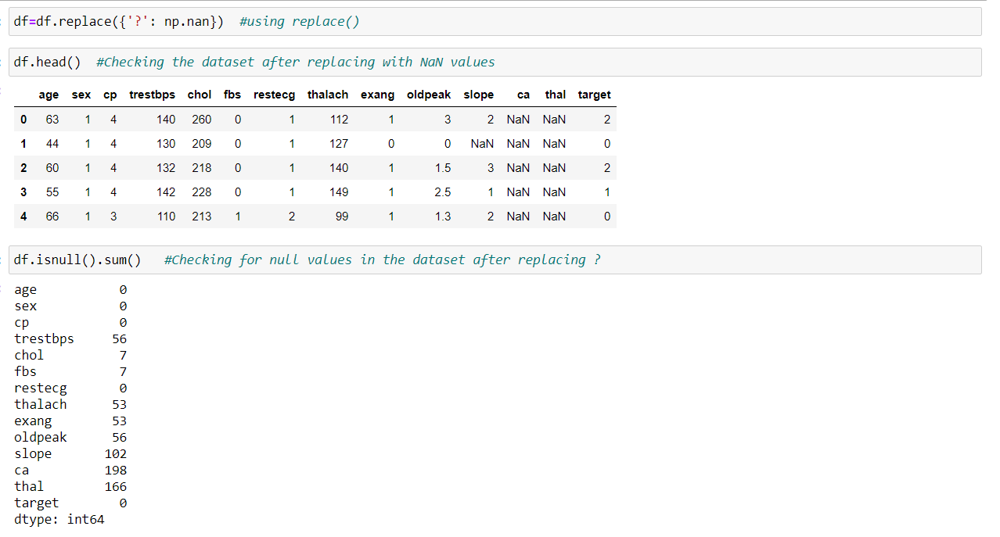 df=df.replace({'?': np.nan})  #using replace()
df.head()  #Checking the dataset after replacing with NaN values
age sex cp trestbps chol fbs restecg thalach exang oldpeak slope ca thal target
0 63 1 4 140 260 0 1 112 1 3 2 NaN NaN 2
1 44 1 4 130 209 0 1 127 0 0 NaN NaN NaN 0
2 60 1 4 132 218 0 1 140 1 1.5 3 NaN NaN 2
3 55 1 4 142 228 0 1 149 1 2.5 1 NaN NaN 1
4 66 1 3 110 213 1 2 99 1 1.3 2 NaN NaN 0
df.isnull().sum()   #Checking for null values in the dataset after replacing ?
age 0
sex 0
cp 0
trestbps 56
chol 7
fbs 7
restecg 0
thalach 53
exang 53
oldpeak 56
slope 102
ca 198
thal 166
target 0
dtype: int64